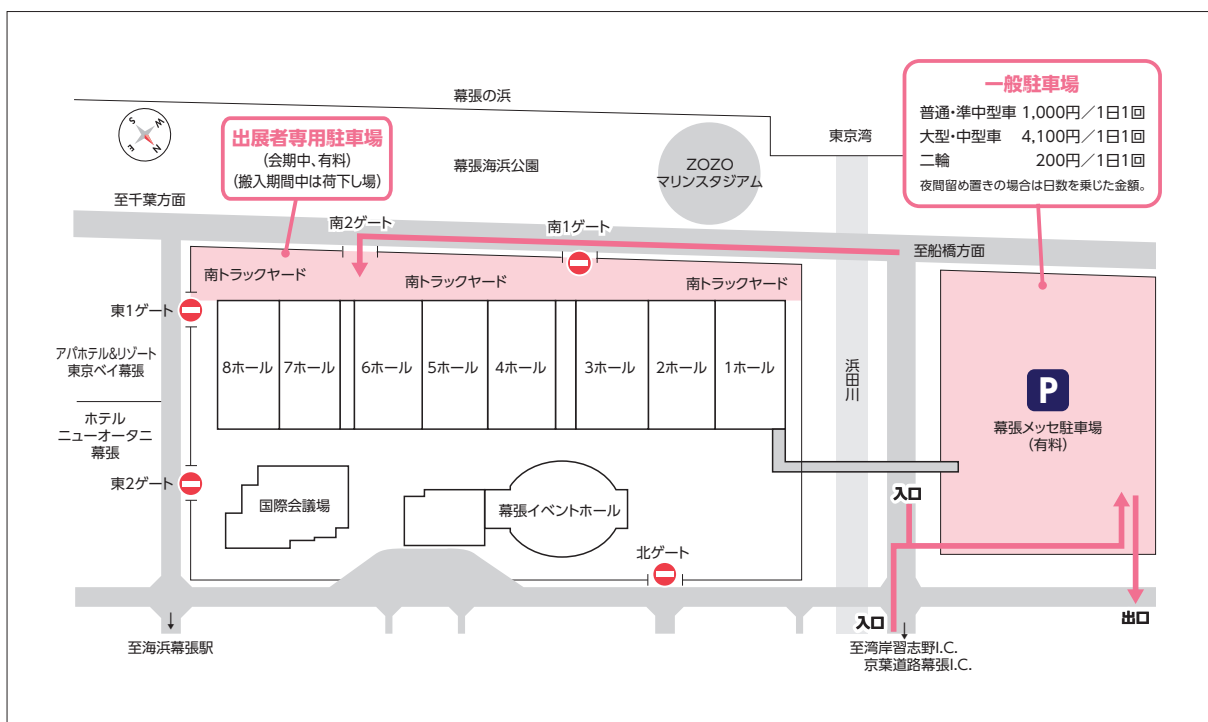 幕張の浜
一般駐車場
普通・準中型車 1,000円／1日1回
大型・中型車 4,100円／1日1回
二輪 200円／1日1回
夜間留め置きの場合は日数を乗じた金額。
S
W
E
N
出展者専用駐車場
(会期中、有料)
(搬入期間中は荷下し場)
幕張海浜公園
ZOZO
マリンスタジアム
東京湾
至千葉方面
南2ゲート
南1ゲート
至船橋方面
南トラックヤード
南トラックヤード
南トラックヤード
東1ゲート
アパホテル&リゾート
東京ベイ幕張
8ホール
7ホール
6ホール
5ホール
4ホール
3ホール
2ホール
1ホール
浜田川
P
幕張メッセ駐車場
(有料)
ホテル
ニューオータニ
幕張
東2ゲート
国際会議場
幕張イベントホール
入口
北ゲート
入口
出口
至海浜幕張駅
至湾岸習志野I.C.
京葉道路幕張I.C.